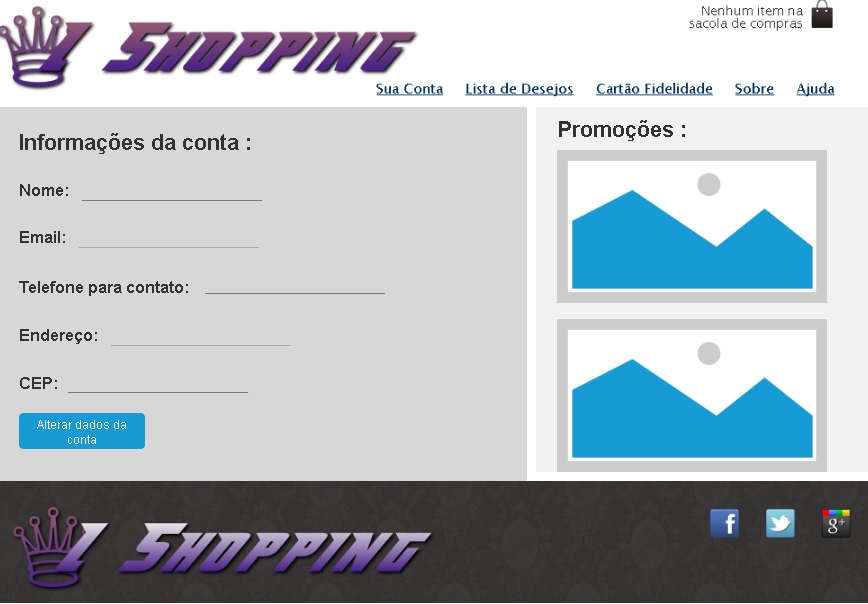 Nenhum item na
sacola de compras
Shopping
Sua Conta Lista de Desejos Cartão Fidelidade Sobre Ajuda
Informações da conta :
Nome:
Email:
Telefone para contato:
Endereço:
CEP:
Alterar dados da
conta
Promoções :
Shopping
f
g+